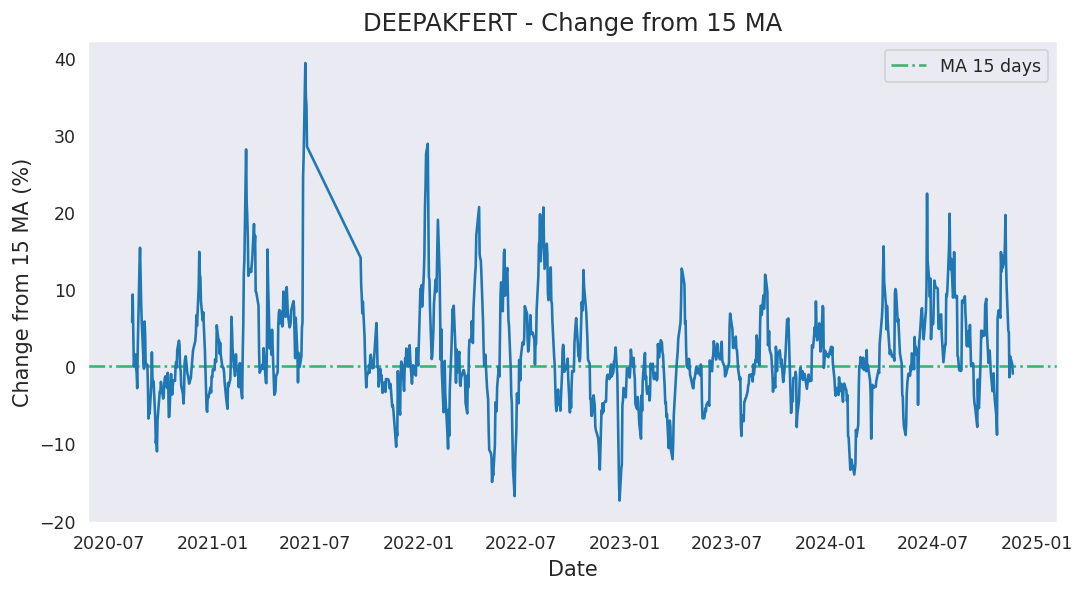 DEEPAKFERT - Change from 15 MA
MA 15 days
Change from 15 MA (%)
40
30
20
10
0
−10
−20
2020-07 2021-01 2021-07 2022-01 2022-07 2023-01 2023-07 2024-01 2024-07 2025-01
Date